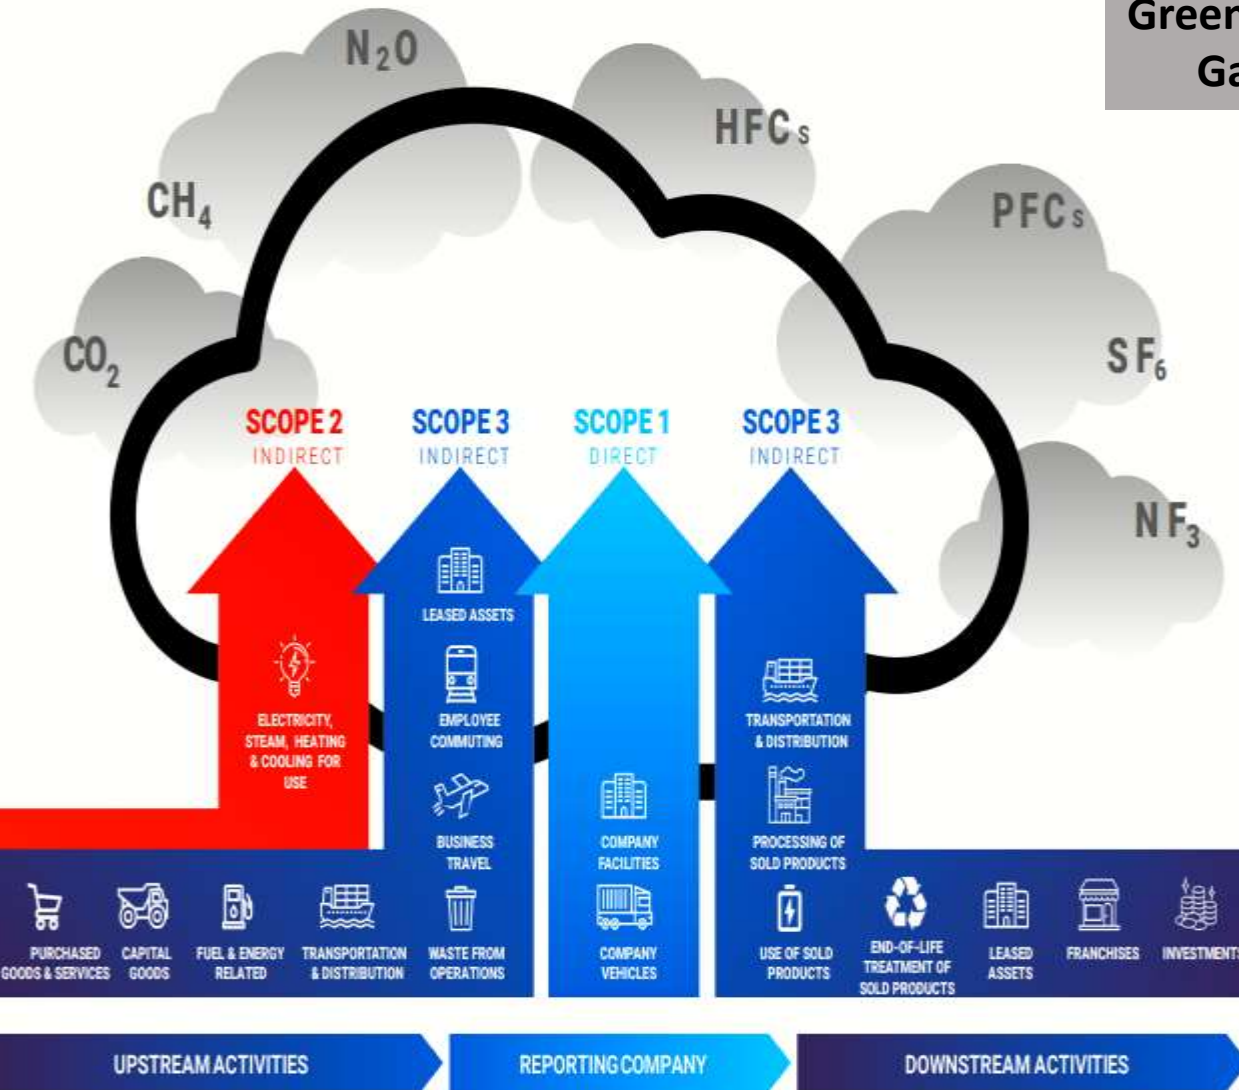 Green
Ga
N₂O
HFCs
CH₄
PFCs
CO₂
SF₆
NF₃
SCOPE 2
INDIRECT
SCOPE 3
INDIRECT
SCOPE 1
DIRECT
SCOPE 3
INDIRECT
ELECTRICITY,
STEAM, HEATING
& COOLING FOR
USE
LEASED ASSETS
EMPLOYEE
COMMUTING
BUSINESS
TRAVEL
COMPANY
FACILITIES
TRANSPORTATION
& DISTRIBUTION
PROCESSING OF
SOLD PRODUCTS
PURCHASED
GOODS & SERVICES
CAPITAL
GOODS
FUEL & ENERGY
RELATED
TRANSPORTATION
& DISTRIBUTION
WASTE FROM
OPERATIONS
COMPANY
VEHICLES
USE OF SOLD
PRODUCTS
END-OF-LIFE
TREATMENT OF
SOLD PRODUCTS
LEASED
ASSETS
FRANCHISES
INVESTMENTS
UPSTREAM ACTIVITIES
REPORTING COMPANY
DOWNSTREAM ACTIVITIES